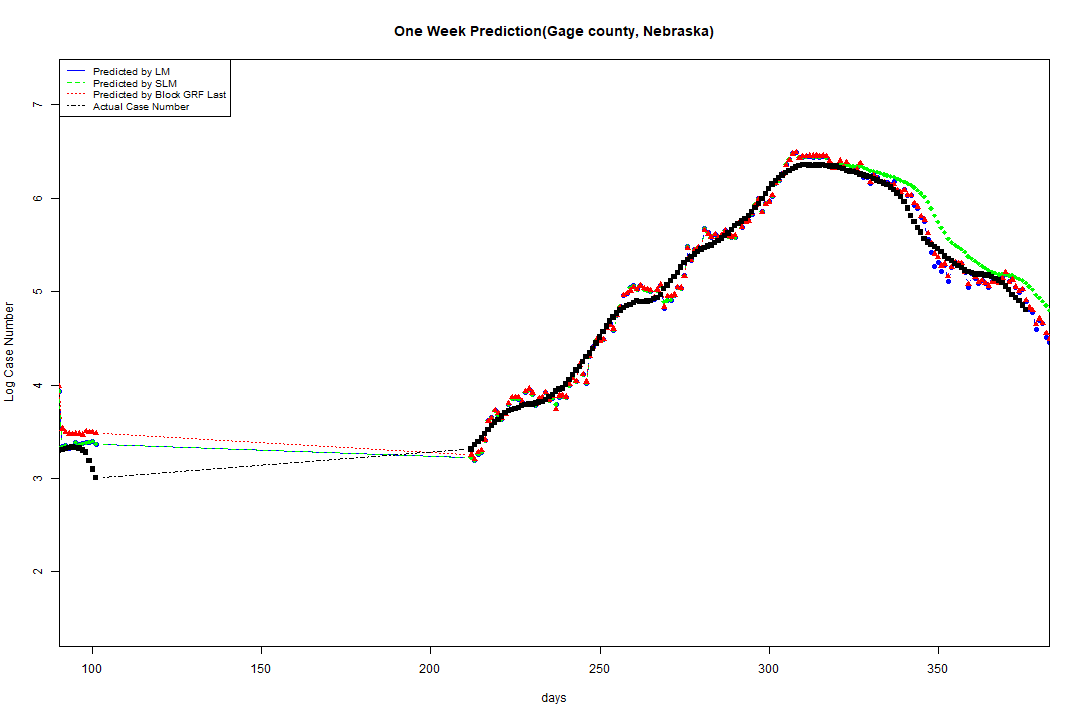 One Week Prediction(Gage county, Nebraska)
Predicted by LM
Predicted by SLM
Predicted by Block GRF Last
Actual Case Number
7
6
5
4
3
2
Log Case Number
100 150 200 250 300 350
days